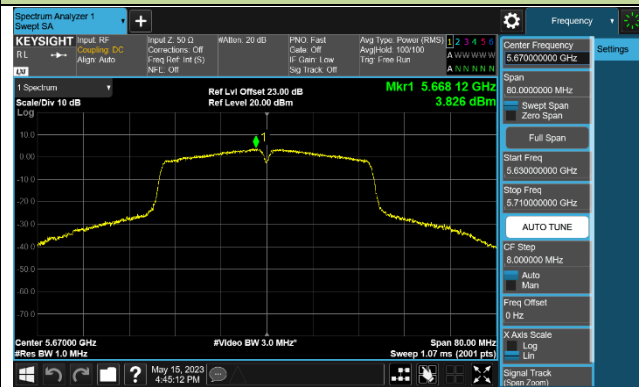 Spectrum Analyzer 1
Swept SA
Frequency
KEYSIGHT
Input: RF
Coupling: DC
Align: Auto
RL
LXI
Input Z: 50 Ω
Corrections: Off
Freq Ref: Int (S)
NFE: Off
#Atten: 20 dB
PNO: Fast
Gate: Off
IF Gain: Low
Sig Track: Off
Avg Type: Power (RMS)
Avg|Hold: 100/100
Trig: Free Run
1 2 3 4 5 6
A W W W W W
A N N N N N
1 Spectrum
Scale/Div 10 dB
Log
Ref Lvl Offset 23.00 dB
Ref Level 20.00 dBm
Mkr1 5.668 12 GHz
3.826 dBm
1
10.0
0.00
-10.0
-20.0
-30.0
-40.0
-50.0
-60.0
-70.0
Center 5.67000 GHz
#Res BW 1.0 MHz
#Video BW 3.0 MHz*
Span 80.00 MHz
Sweep 1.07 ms (2001 pts)
May 15, 2023
4:45:12 PM
Center Frequency
5.670000000 GHz
Settings
Span
80.0000000 MHz
Swept Span
Zero Span
Full Span
Start Freq
5.630000000 GHz
Stop Freq
5.710000000 GHz
AUTO TUNE
CF Step
8.000000 MHz
Auto
Man
Freq Offset
0 Hz
X Axis Scale
Log
Lin
Signal Track
(Span Zoom)